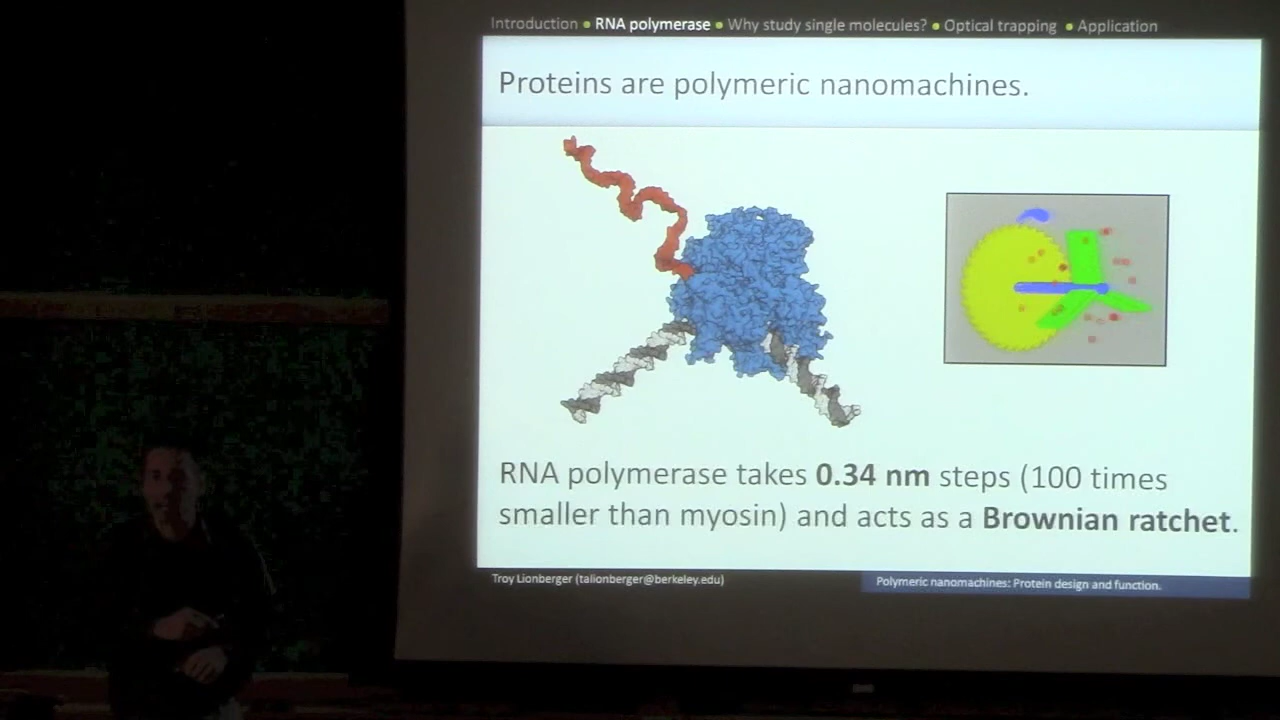 Introduction • RNA polymerase • Why study single molecules? • Optical trapping • Application
Proteins are polymeric nanomachines.
RNA polymerase takes 0.34 nm steps (100 times
smaller than myosin) and acts as a Brownian ratchet.
Troy Lionberger (talionberger@berkeley.edu)
Polymeric nanomachines: Protein design and function.